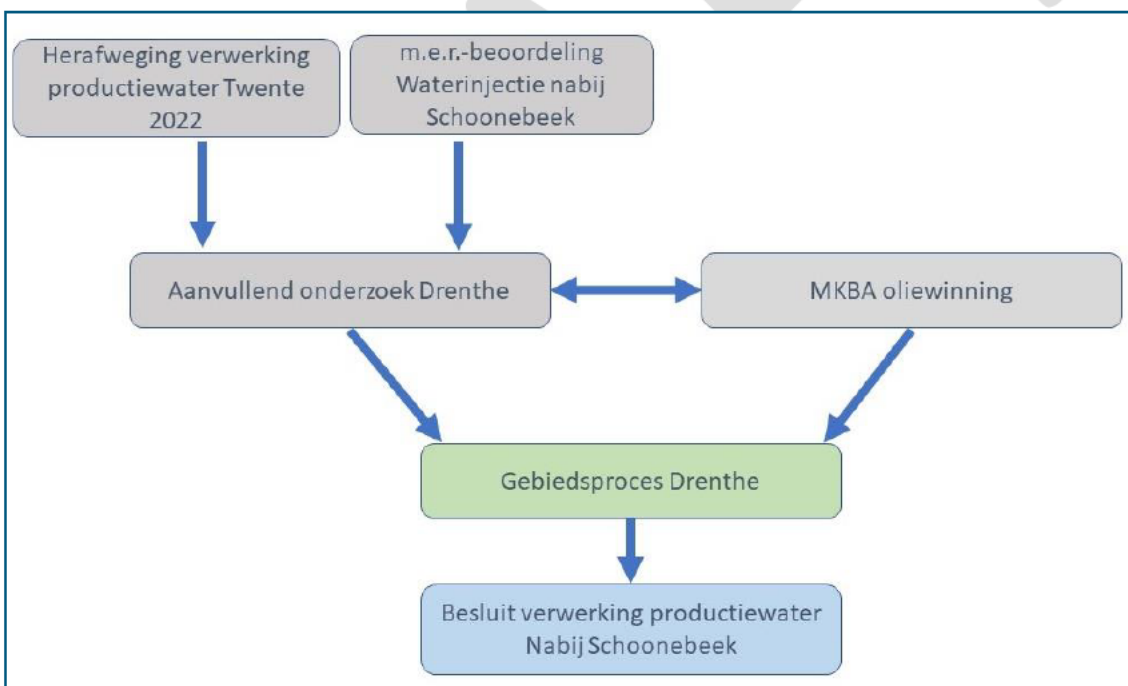 Herafweging verwerking
productiewater Twente
2022
m.e.r.-beoordeling
Waterinjectie nabij
Schoonebeek
Aanvullend onderzoek Drenthe
MKBA oliewinning
Gebiedsproces Drenthe
Besluit verwerking productiewater
Nabij Schoonebeek